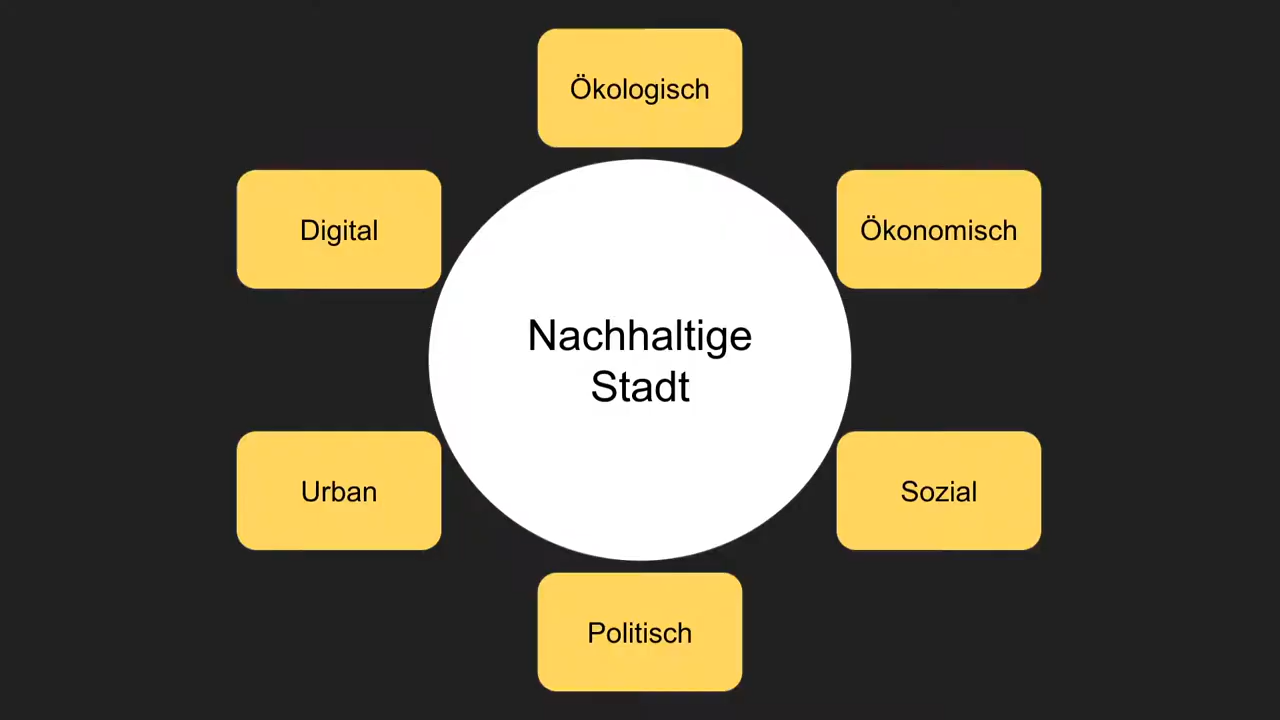 Ökologisch
Digital
Ökonomisch
Nachhaltige
Stadt
Urban
Sozial
Politisch